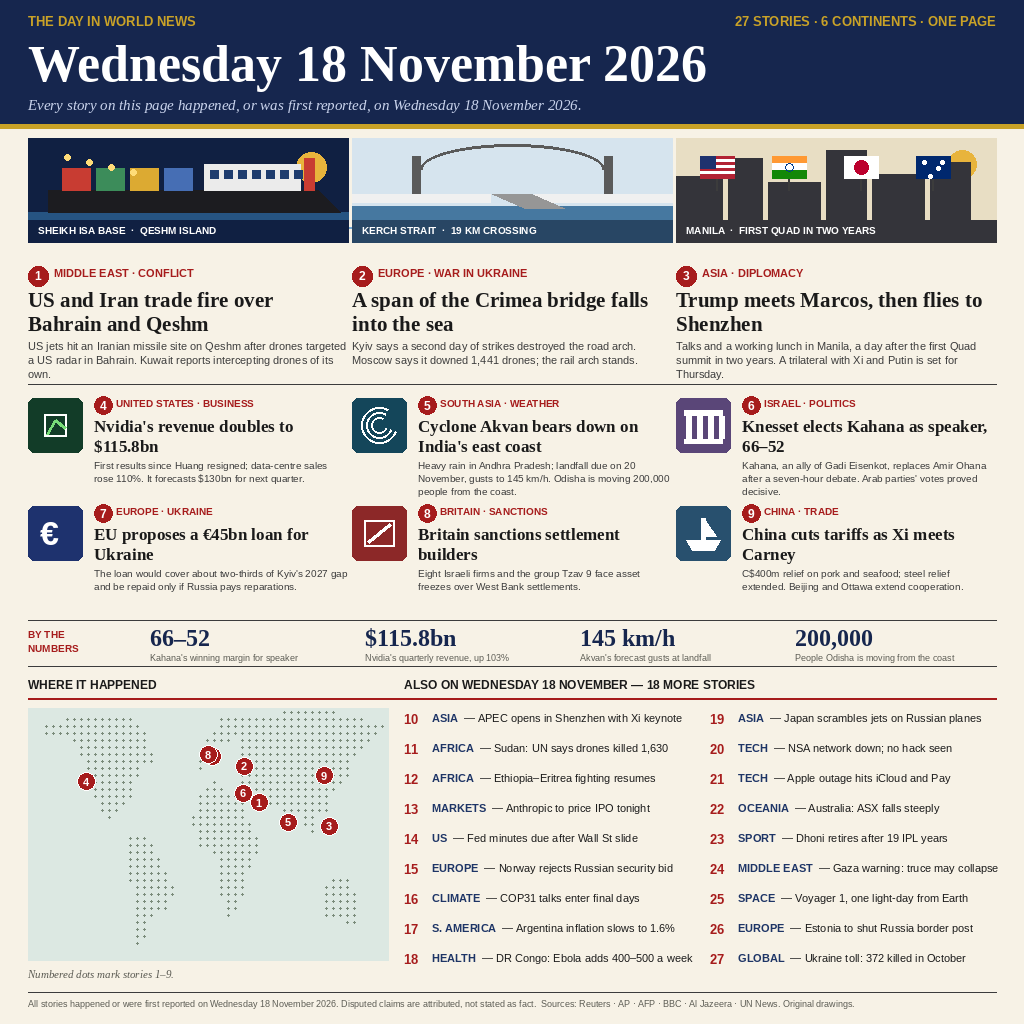 THE DAY IN WORLD NEWS
27 STORIES · 6 CONTINENTS · ONE PAGE
Wednesday 18 November 2026
Every story on this page happened, or was first reported, on Wednesday 18 November 2026.
SHEIKH ISA BASE · QESHM ISLAND
KERCH STRAIT · 19 KM CROSSING
MANILA · FIRST QUAD IN TWO YEARS
1 MIDDLE EAST · CONFLICT
US and Iran trade fire over
Bahrain and Qeshm
US jets hit an Iranian missile site on Qeshm after drones targeted
a US radar in Bahrain. Kuwait reports intercepting drones of its
own.
2 EUROPE · WAR IN UKRAINE
A span of the Crimea bridge falls
into the sea
Kyiv says a second day of strikes destroyed the road arch.
Moscow says it downed 1,441 drones; the rail arch stands.
3 ASIA · DIPLOMACY
Trump meets Marcos, then flies to
Shenzhen
Talks and a working lunch in Manila, a day after the first Quad
summit in two years. A trilateral with Xi and Putin is set for
Thursday.
4 UNITED STATES · BUSINESS
Nvidia's revenue doubles to
$115.8bn
First results since Huang resigned; data-centre sales
rose 110%. It forecasts $130bn for next quarter.
5 SOUTH ASIA · WEATHER
Cyclone Akvan bears down on
India's east coast
Heavy rain in Andhra Pradesh; landfall due on 20
November, gusts to 145 km/h. Odisha is moving 200,000
people from the coast.
6 ISRAEL · POLITICS
Knesset elects Kahana as speaker,
66–52
Kahana, an ally of Gadi Eisenkot, replaces Amir Ohana
after a seven-hour debate. Arab parties' votes proved
decisive.
€
7 EUROPE · UKRAINE
EU proposes a €45bn loan for
Ukraine
The loan would cover about two-thirds of Kyiv's 2027 gap
and be repaid only if Russia pays reparations.
8 BRITAIN · SANCTIONS
Britain sanctions settlement
builders
Eight Israeli firms and the group Tzav 9 face asset
freezes over West Bank settlements.
9 CHINA · TRADE
China cuts tariffs as Xi meets
Carney
C$400m relief on pork and seafood; steel relief
extended. Beijing and Ottawa extend cooperation.
BY THE
NUMBERS
66–52
Kahana's winning margin for speaker
$115.8bn
Nvidia's quarterly revenue, up 103%
145 km/h
Akvan's forecast gusts at landfall
200,000
People Odisha is moving from the coast
WHERE IT HAPPENED
8
2
4
9
6
1
5
3
Numbered dots mark stories 1–9.
ALSO ON WEDNESDAY 18 NOVEMBER — 18 MORE STORIES
10 ASIA — APEC opens in Shenzhen with Xi keynote
11 AFRICA — Sudan: UN says drones killed 1,630
12 AFRICA — Ethiopia–Eritrea fighting resumes
13 MARKETS — Anthropic to price IPO tonight
14 US — Fed minutes due after Wall St slide
15 EUROPE — Norway rejects Russian security bid
16 CLIMATE — COP31 talks enter final days
17 S. AMERICA — Argentina inflation slows to 1.6%
18 HEALTH — DR Congo: Ebola adds 400–500 a week
19 ASIA — Japan scrambles jets on Russian planes
20 TECH — NSA network down; no hack seen
21 TECH — Apple outage hits iCloud and Pay
22 OCEANIA — Australia: ASX falls steeply
23 SPORT — Dhoni retires after 19 IPL years
24 MIDDLE EAST — Gaza warning: truce may collapse
25 SPACE — Voyager 1, one light-day from Earth
26 EUROPE — Estonia to shut Russia border post
27 GLOBAL — Ukraine toll: 372 killed in October
All stories happened or were first reported on Wednesday 18 November 2026. Disputed claims are attributed, not stated as fact. Sources: Reuters · AP · AFP · BBC · Al Jazeera · UN News. Original drawings.